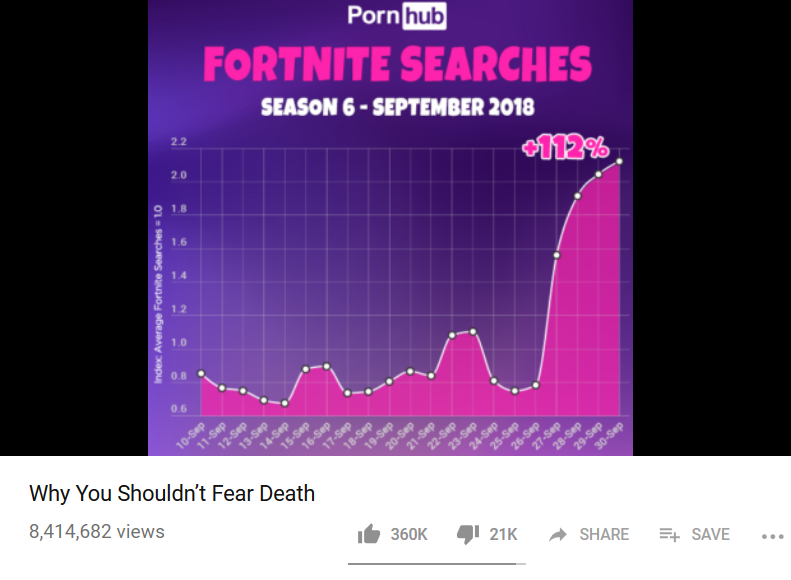 Pornhub
FORTNITE SEARCHES
SEASON 6 - SEPTEMBER 2018
+112%
Index: Average Fortnite Searches = 1.0
2.2
2.0
1.8
1.6
1.4
1.2
1.0
0.8
0.6
10-Sep 11-Sep 12-Sep 13-Sep 14-Sep 15-Sep 16-Sep 17-Sep 18-Sep 19-Sep 20-Sep 21-Sep 22-Sep 23-Sep 24-Sep 25-Sep 26-Sep 27-Sep 28-Sep 29-Sep 30-Sep
Why You Shouldn’t Fear Death
8,414,682 views 360K 21K SHARE SAVE